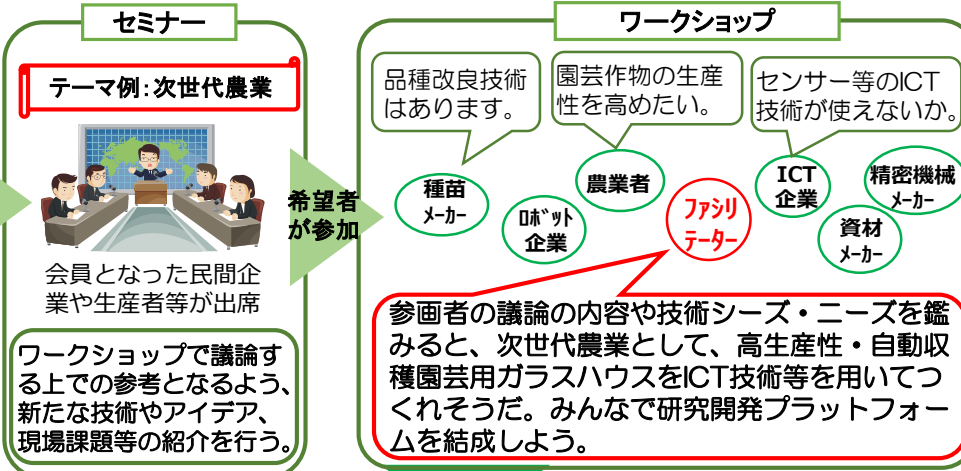 セミナー
テーマ例：次世代農業
会員となった民間企
業や生産者等が出席
ワークショップで議論す
る上での参考となるよう、
新たな技術やアイデア、
現場課題等の紹介を行う。
希望者
が参加
ワークショップ
品種改良技術
はあります。
園芸作物の生産
性を高めたい。
センサー等のICT
技術が使えないか。
種苗
ﾒｰｶｰ
ﾛﾎﾞｯﾄ
企業
農業者
ファシリ
テーター
ICT
企業
資材
ﾒｰｶｰ
精密機械
ﾒｰｶｰ
参画者の議論の内容や技術シーズ・ニーズを鑑
みると、次世代農業として、高生産性・自動収
穫園芸用ガラスハウスをICT技術等を用いてつ
くれそうだ。みんなで研究開発プラットフォー
ムを結成しよう。